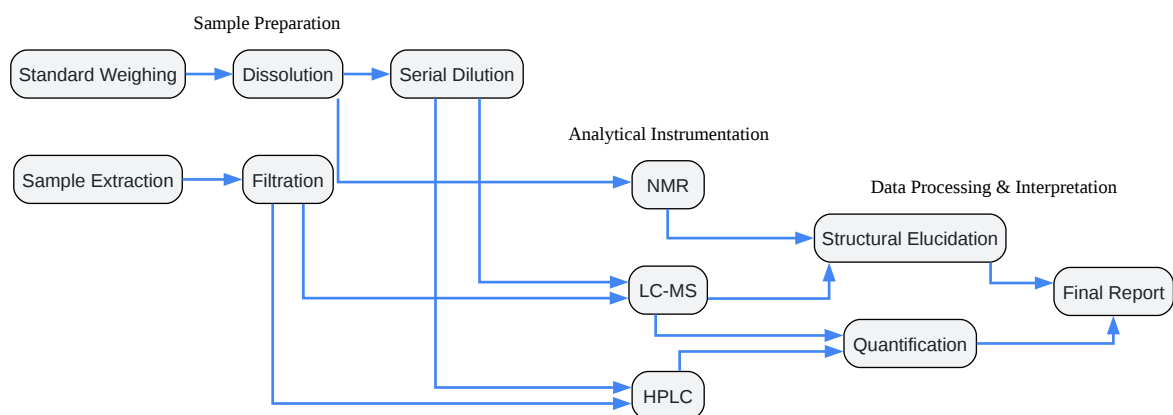 Sample Preparation
Standard Weighing
Dissolution
Serial Dilution
Analytical Instrumentation
Sample Extraction
Filtration
NMR
Data Processing & Interpretation
Structural Elucidation
LC-MS
Final Report
Quantification
HPLC